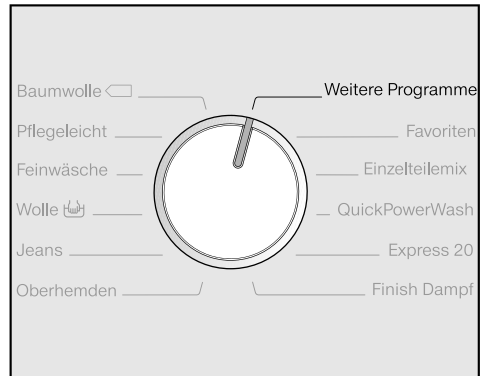 Baumwolle
Pflegeleicht
Feinwäsche
Wolle
Jeans
Oberhemden
Weitere Programme
Favoriten
Einzelteilemix
QuickPowerWash
Express 20
Finish Dampf